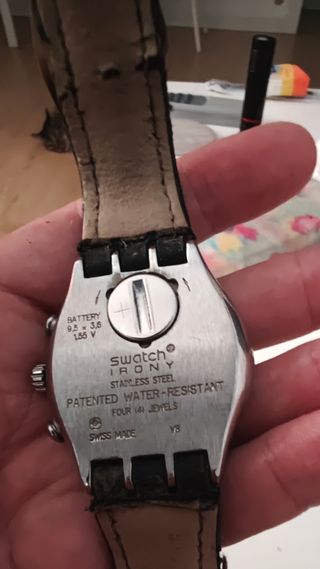 BATTERY
9,5 x 3,6
1,55 V
swatch
IRONY
STAINLESS STEEL
PATENTED WATER-RESISTANT
FOUR (4) JEWELS
SWISS MADE V8